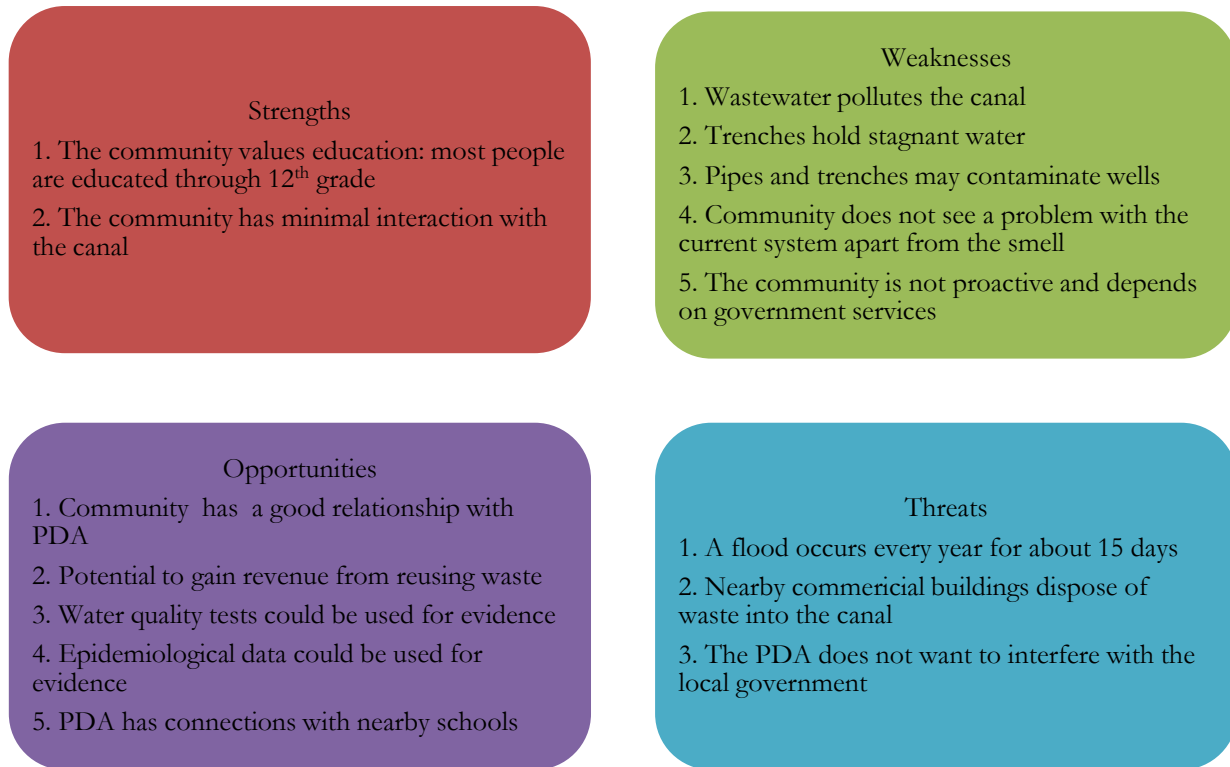 Strengths
1. The community values education: most people
are educated through 12th grade
2. The community has minimal interaction with
the canal
Weaknesses
1. Wastewater pollutes the canal
2. Trenches hold stagnant water
3. Pipes and trenches may contaminate wells
4. Community does not see a problem with the
current system apart from the smell
5. The community is not proactive and depends
on government services
Opportunities
1. Community  has  a good relationship with
PDA
2. Potential to gain revenue from reusing waste
3. Water quality tests could be used for evidence
4. Epidemiological data could be used for
evidence
5. PDA has connections with nearby schools
Threats
1. A flood occurs every year for about 15 days
2. Nearby commericial buildings dispose of
waste into the canal
3. The PDA does not want to interfere with the
local government